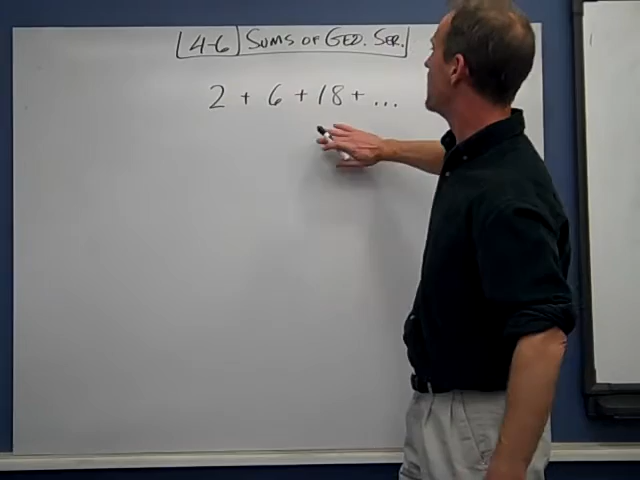 4-6 SUMS OF GEO. SER.
2 + 6 + 18 + ...